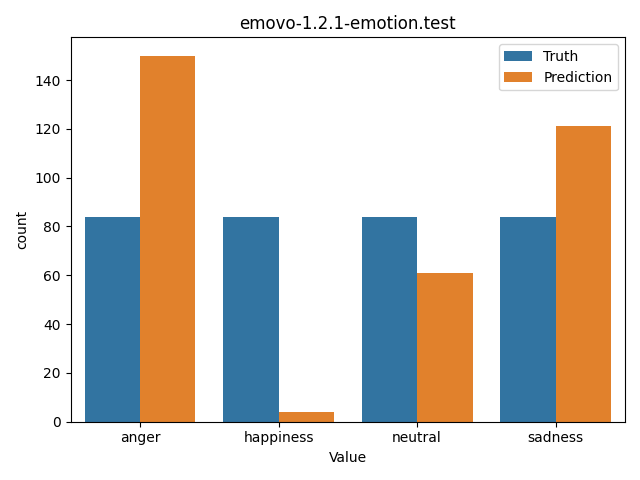 emovo-1.2.1-emotion.test
Truth
Prediction
140
120
100
80
60
40
20
0
count
anger happiness neutral sadness
Value